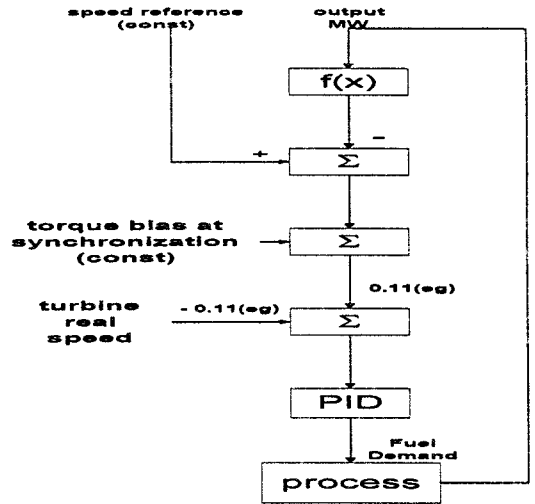 speed reference
(const)
output
MW
f(x)
−
+
Σ
torque bias at
synchronization
(const)
Σ
0.11(eg)
turbine
real
speed
- 0.11(eg)
Σ
PID
Fuel
Demand
process